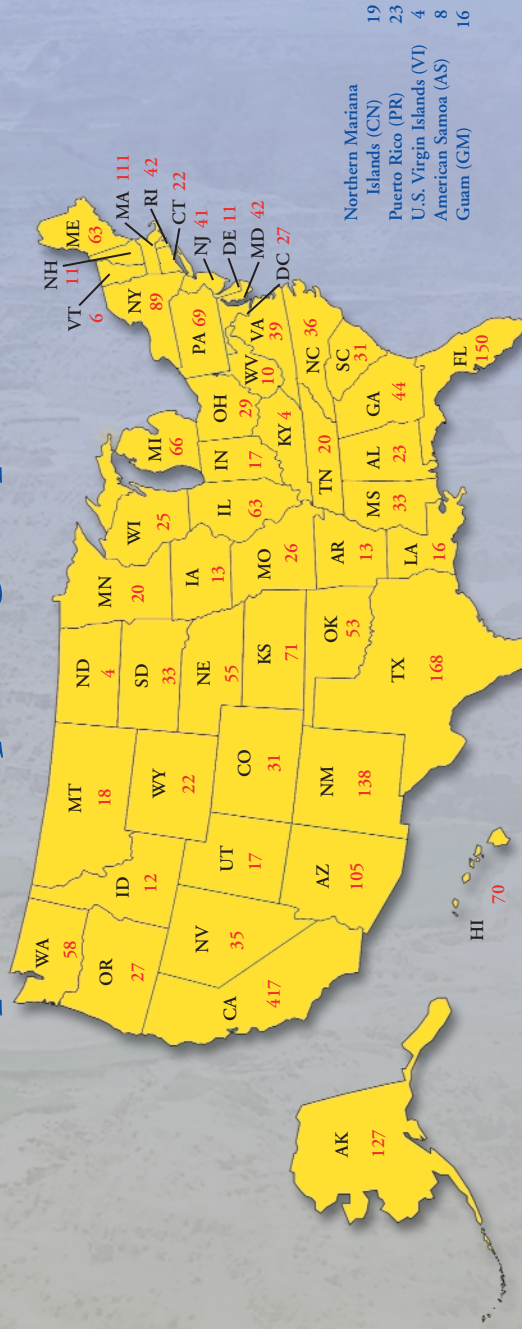 WA
58
OR
27
CA
417
NV
35
ID
12
MT
18
WY
22
UT
17
AZ
105
CO
31
NM
138
ND
4
SD
33
NE
55
KS
71
OK
53
TX
168
MN
20
IA
13
MO
26
AR
13
LA
16
WI
25
IL
63
MI
66
IN
17
OH
29
KY 4
TN 20
MS
33
AL
23
GA
44
FL
150
SC
31
NC 36
VA
39
WV
10
PA 69
NY
89
VT
6
NH
11
ME
63
MA 111
RI 42
CT 22
NJ 41
DE 11
MD 42
DC 27
AK
127
HI
70
Northern Mariana
Islands (CN) 19
Puerto Rico (PR) 23
U.S. Virgin Islands (VI) 4
American Samoa (AS) 8
Guam (GM) 16